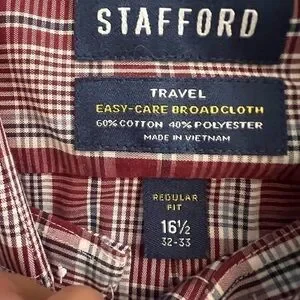 STAFFORD
TRAVEL
EASY-CARE BROADCLOTH
60% COTTON 40% POLYESTER
MADE IN VIETNAM
REGULAR
FIT
16½
32-33